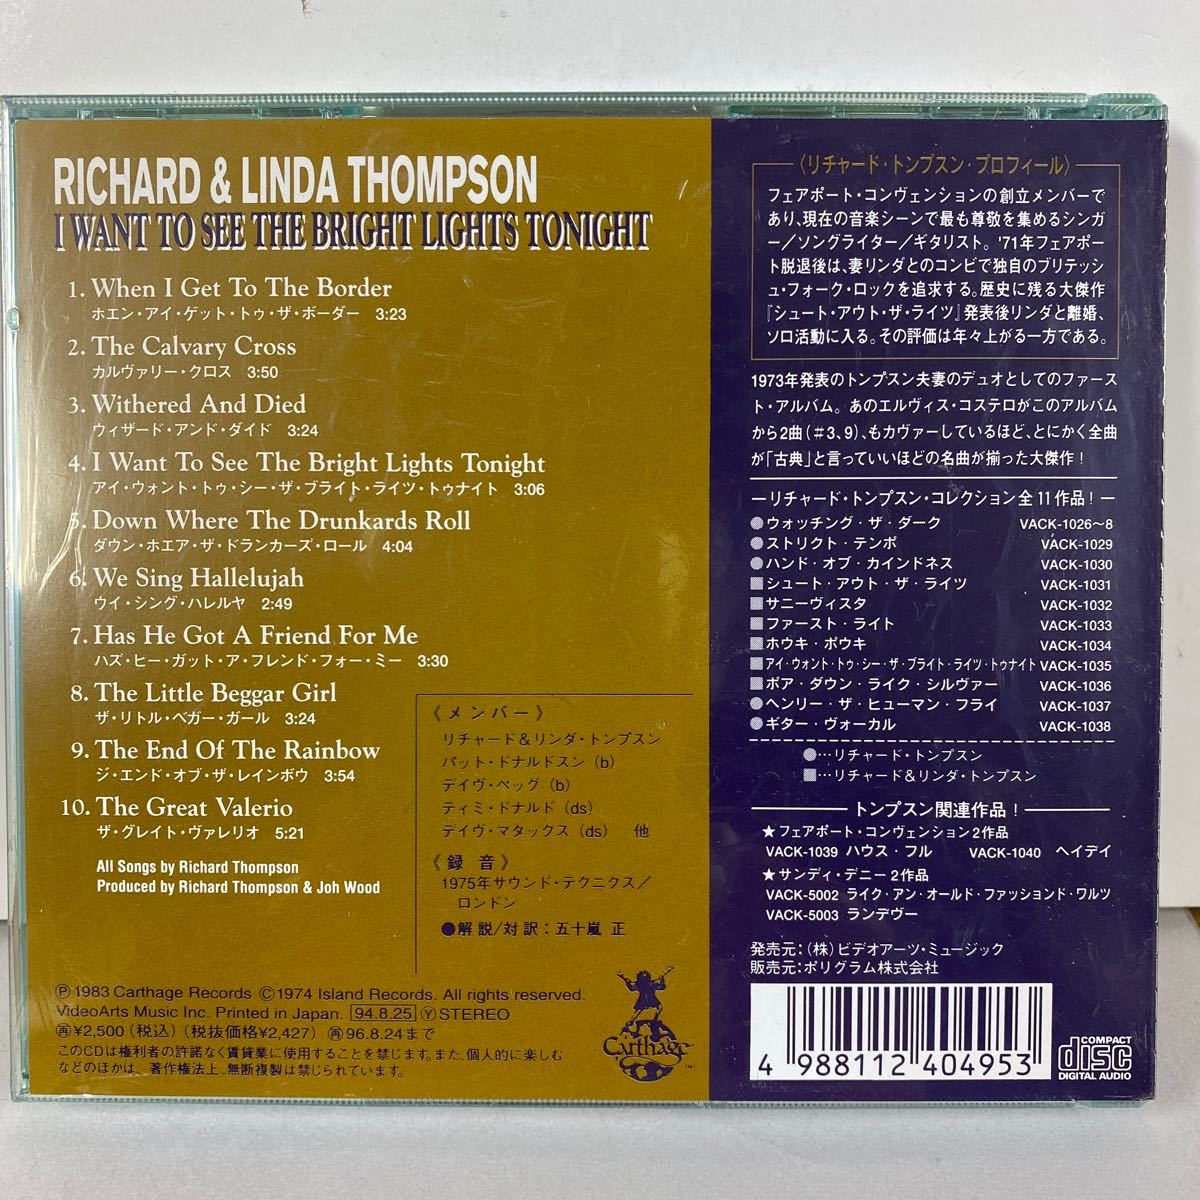 RICHARD & LINDA THOMPSON
I WANT TO SEE THE BRIGHT LIGHTS TONIGHT
1. When I Get To The Border
ホエン・アイ・ゲット・トゥ・ザ・ボーダー 3:23
2. The Calvary Cross
カルヴァリー・クロス 3:50
3. Withered And Died
ウィザード・アンド・ダイド 3:24
4. I Want To See The Bright Lights Tonight
アイ・ウォント・トゥ・シー・ザ・ブライト・ライツ・トゥナイト 3:06
5. Down Where The Drunkards Roll
ダウン・ホエア・ザ・ドランカーズ・ロール 4:04
6. We Sing Hallelujah
ウイ・シング・ハレルヤ 2:49
7. Has He Got A Friend For Me
ハズ・ヒー・ガット・ア・フレンド・フォー・ミー 3:30
8. The Little Beggar Girl
ザ・リトル・ベガー・ガール 3:24
9. The End Of The Rainbow
ジ・エンド・オブ・ザ・レインボウ 3:54
10. The Great Valerio
ザ・グレイト・ヴァレリオ 5:21
All Songs by Richard Thompson
Produced by Richard Thompson & Joh Wood
《メンバー》
リチャード&リンダ・トンプスン
パット・ドナルドスン (b)
デイヴ・ペッグ (b)
ティミ・ドナルド (ds)
デイヴ・マタックス (ds) 他
《録音》
1975年サウンド・テクニクス/
ロンドン
●解説/対訳:五十嵐 正
Ⓟ1983 Carthage Records ©1974 Island Records. All rights reserved.
VideoArts Music Inc. Printed in Japan. 94.8.25 Ⓨ STEREO
㊣¥2,500(税込)(税抜価格¥2,427) ㊣96.8.24まで
このCDは権利者の許諾なく賃貸業に使用することを禁じます。また、個人的に楽しむ
などのほかは、著作権法上、無断複製は禁じられています。
Carthage TM
〈リチャード・トンプスン・プロフィール〉
フェアポート・コンヴェンションの創立メンバーで
あり、現在の音楽シーンで最も尊敬を集めるシンガ
ー/ソングライター/ギタリスト。'71年フェアポー
ト脱退後は、妻リンダとのコンビで独自のブリテッシ
ュ・フォーク・ロックを追求する。歴史に残る大傑作
『シュート・アウト・ザ・ライツ』発表後リンダと離婚、
ソロ活動に入る。その評価は年々上がる一方である。
1973年発表のトンプスン夫妻のデュオとしてのファース
ト・アルバム。あのエルヴィス・コステロがこのアルバム
から2曲(#3、9)、もカヴァーしているほど、とにかく全曲
が「古典」と言っていいほどの名曲が揃った大傑作!
―リチャード・トンプスン・コレクション全11作品!―
●ウォッチング・ザ・ダーク VACK-1026〜8
●ストリクト・テンポ VACK-1029
●ハンド・オブ・カインドネス VACK-1030
■シュート・アウト・ザ・ライツ VACK-1031
■サニーヴィスタ VACK-1032
■ファースト・ライト VACK-1033
■ホウキ・ポウキ VACK-1034
■アイ・ウォント・トゥ・シー・ザ・ブライト・ライツ・トゥナイト VACK-1035
■ポア・ダウン・ライク・シルヴァー VACK-1036
●ヘンリー・ザ・ヒューマン・フライ VACK-1037
●ギター・ヴォーカル VACK-1038
●…リチャード・トンプスン
■…リチャード&リンダ・トンプスン
トンプスン関連作品!
★フェアポート・コンヴェンション2作品
VACK-1039 ハウス・フル VACK-1040 ヘイデイ
★サンディ・デニー2作品
VACK-5002 ライク・アン・オールド・ファッションド・ワルツ
VACK-5003 ランデヴー
発売元:(株)ビデオアーツ・ミュージック
販売元:ポリグラム株式会社
4 988112 404953
COMPACT
disc
DIGITAL AUDIO